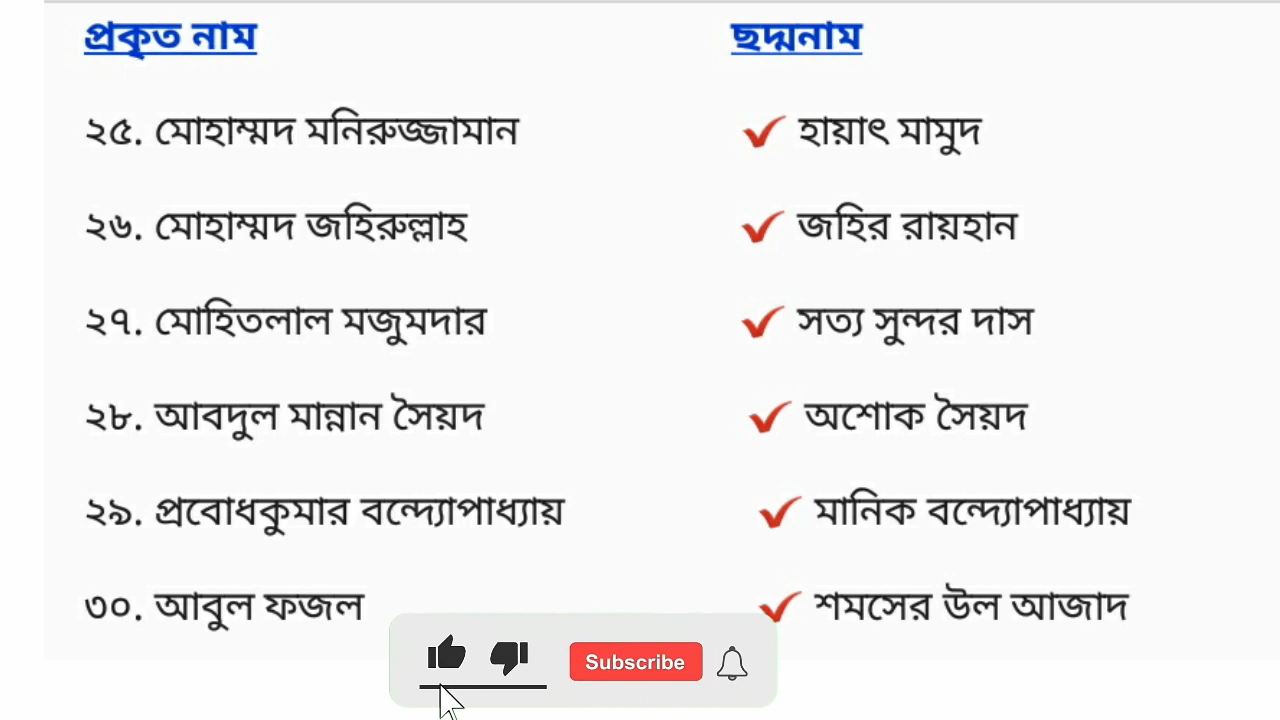 প্রকৃত নাম ছদ্মনাম
২৫. মোহাম্মদ মনিরুজ্জামান হায়াৎ মামুদ
২৬. মোহাম্মদ জহিরুল্লাহ জহির রায়হান
২৭. মোহিতলাল মজুমদার সত্য সুন্দর দাস
২৮. আবদুল মান্নান সৈয়দ অশোক সৈয়দ
২৯. প্রবোধকুমার বন্দ্যোপাধ্যায় মানিক বন্দ্যোপাধ্যায়
৩০. আবুল ফজল শমসের উল আজাদ
Subscribe